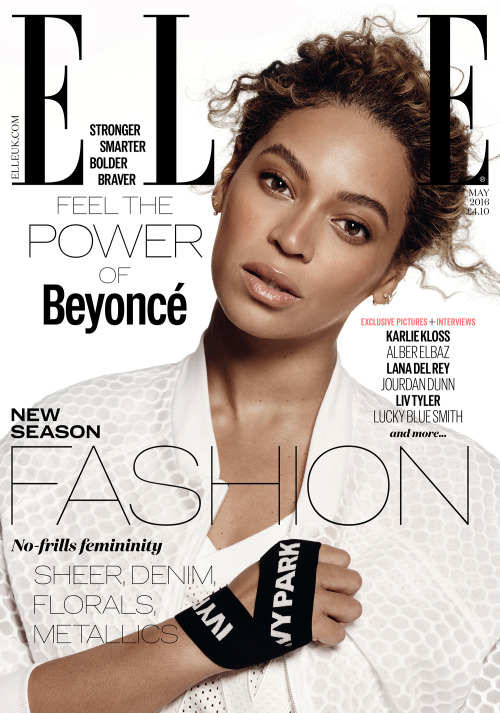 ELLE
ELLEUK.COM
STRONGER
SMARTER
BOLDER
BRAVER
FEEL THE
POWER
OF
Beyoncé
MAY
2016
£4.10
EXCLUSIVE PICTURES+INTERVIEWS
KARLIE KLOSS
ALBER ELBAZ
LANA DEL REY
JOURDAN DUNN
LIV TYLER
LUCKY BLUE SMITH
and more...
NEW
SEASON
FASHION
No-frills femininity
SHEER, DENIM,
FLORALS,
METALLICS
IVY PARK
IVY